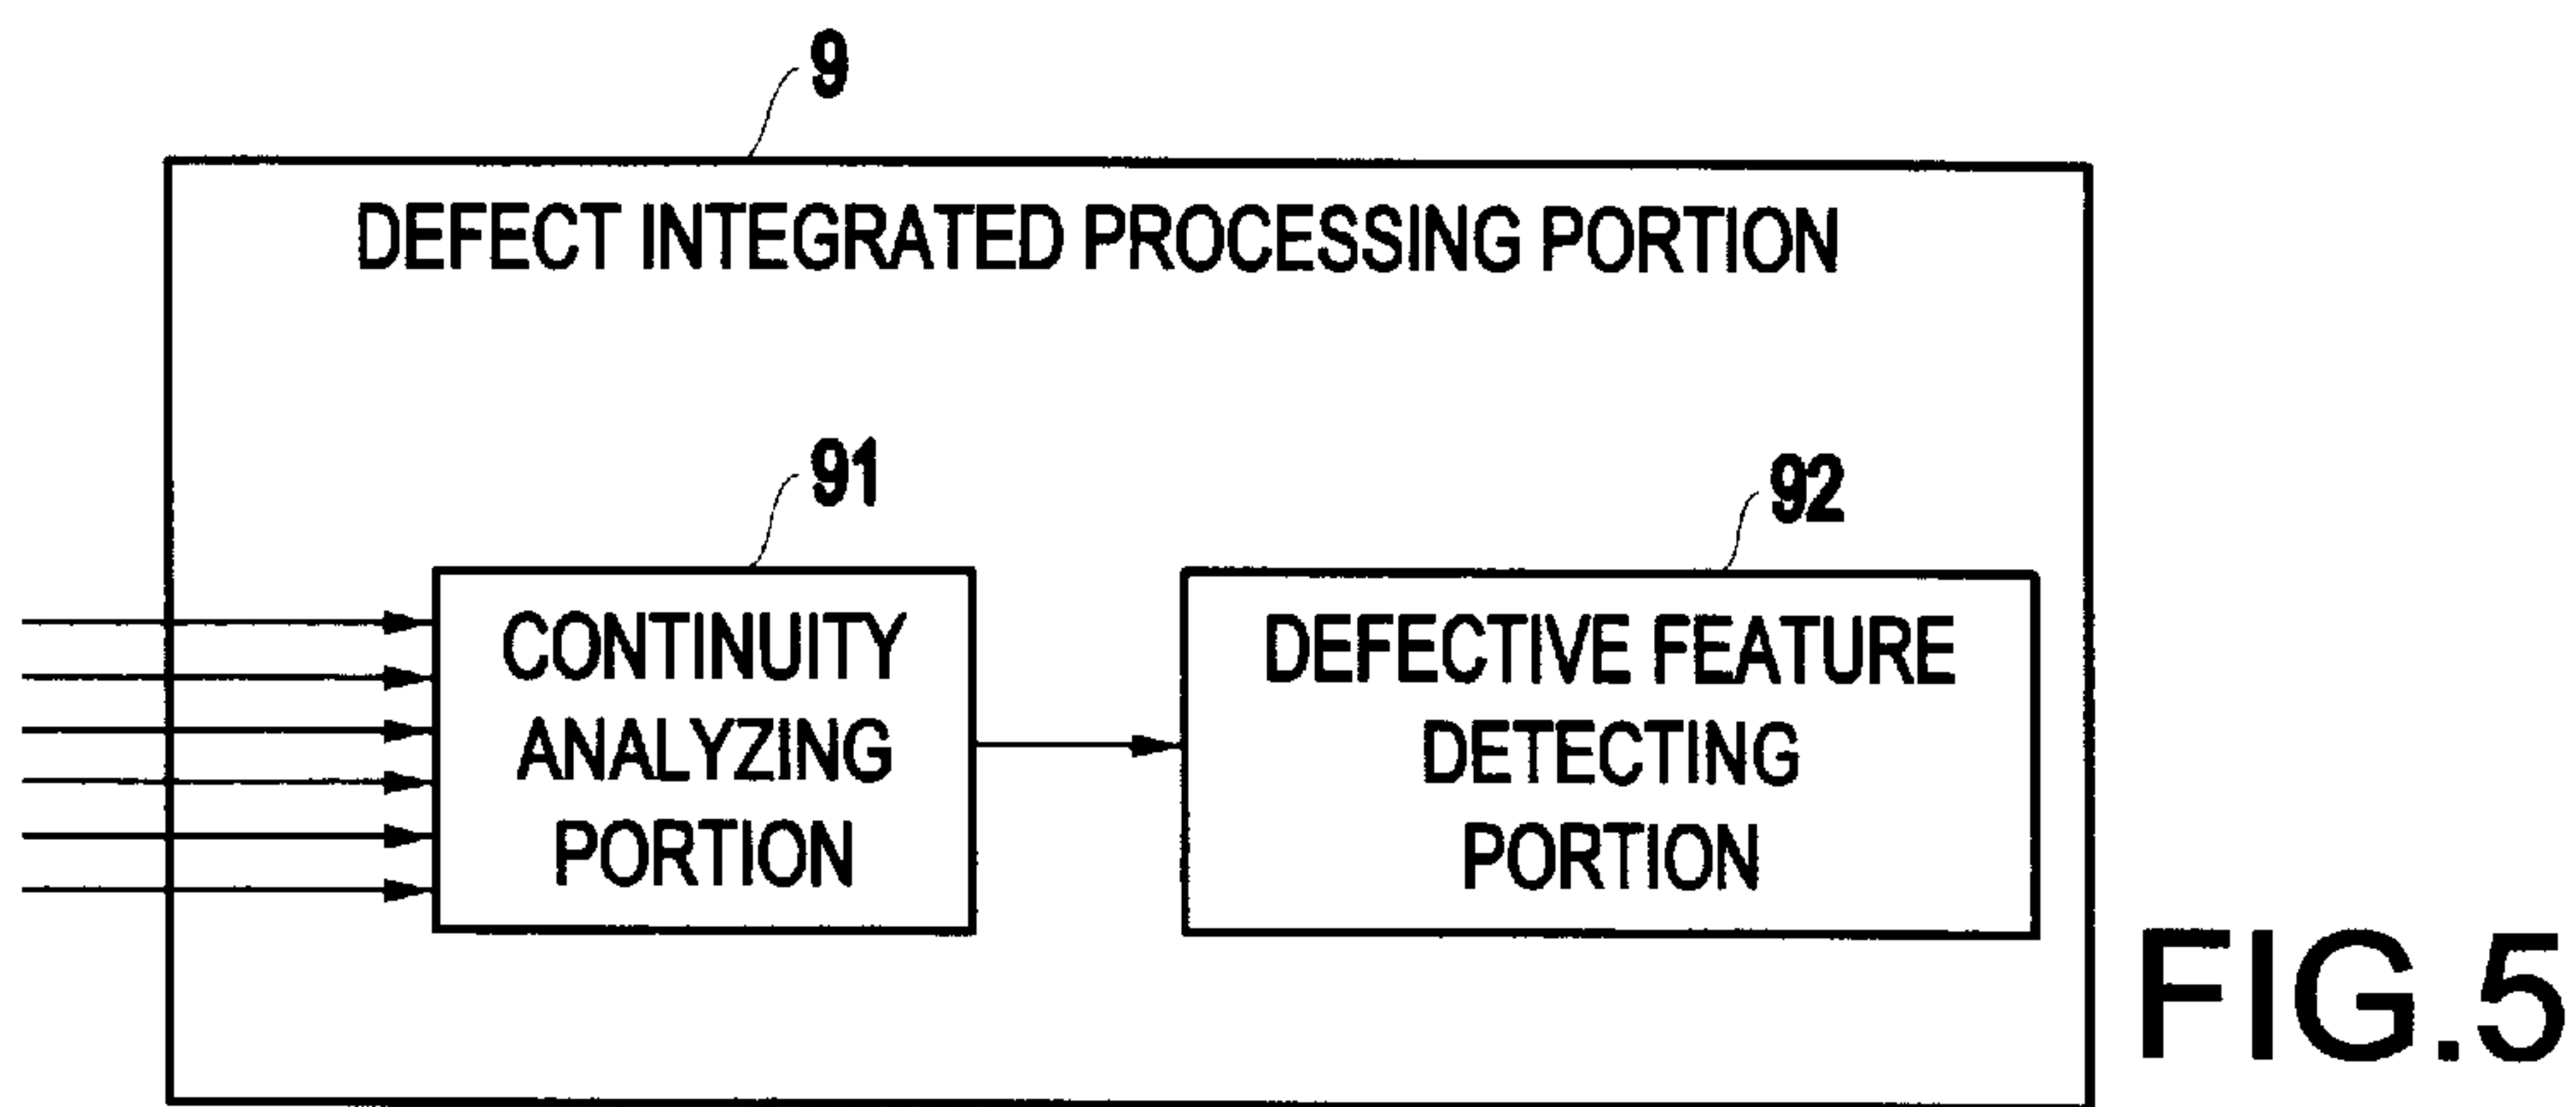 9
DEFECT INTEGRATED PROCESSING PORTION
91
92
CONTINUITY
ANALYZING
PORTION
DEFECTIVE FEATURE
DETECTING
PORTION
FIG.5